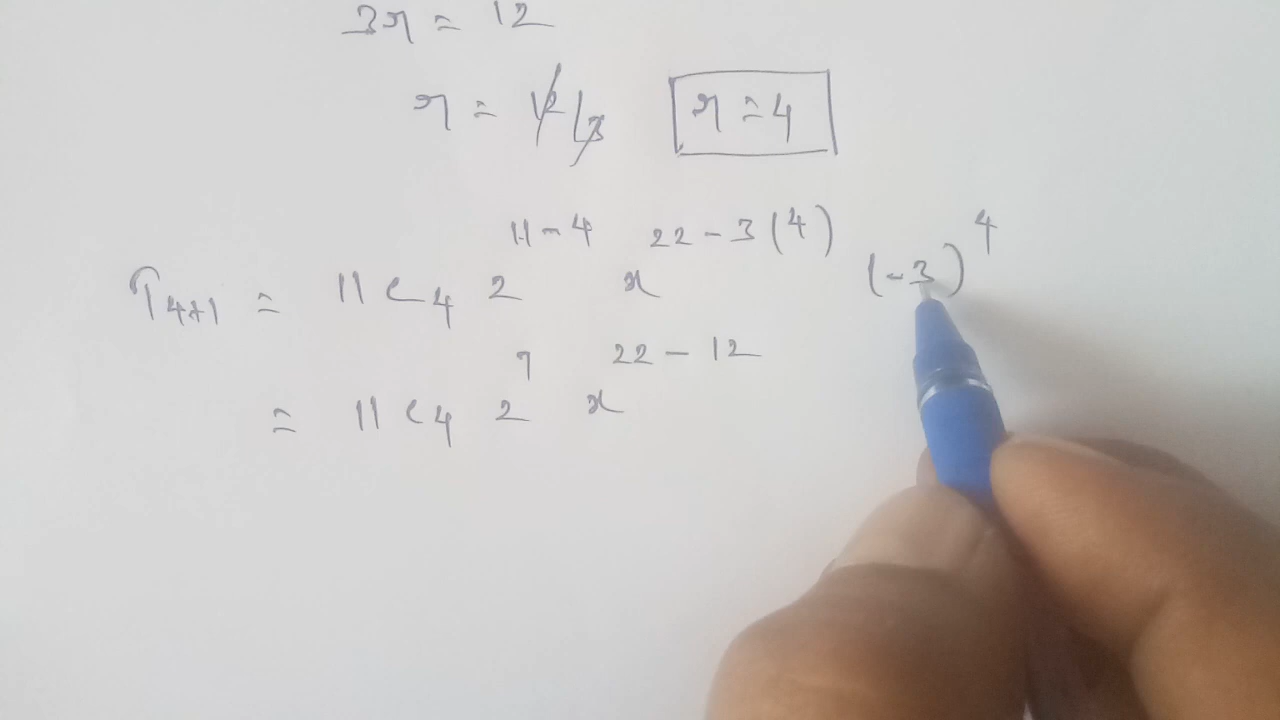 3r = 12
r = 12/3 r = 4
T4+1 = 11C4 2^11-4 x^22-3(4) (-3)^4
= 11C4 2^7 x^22-12